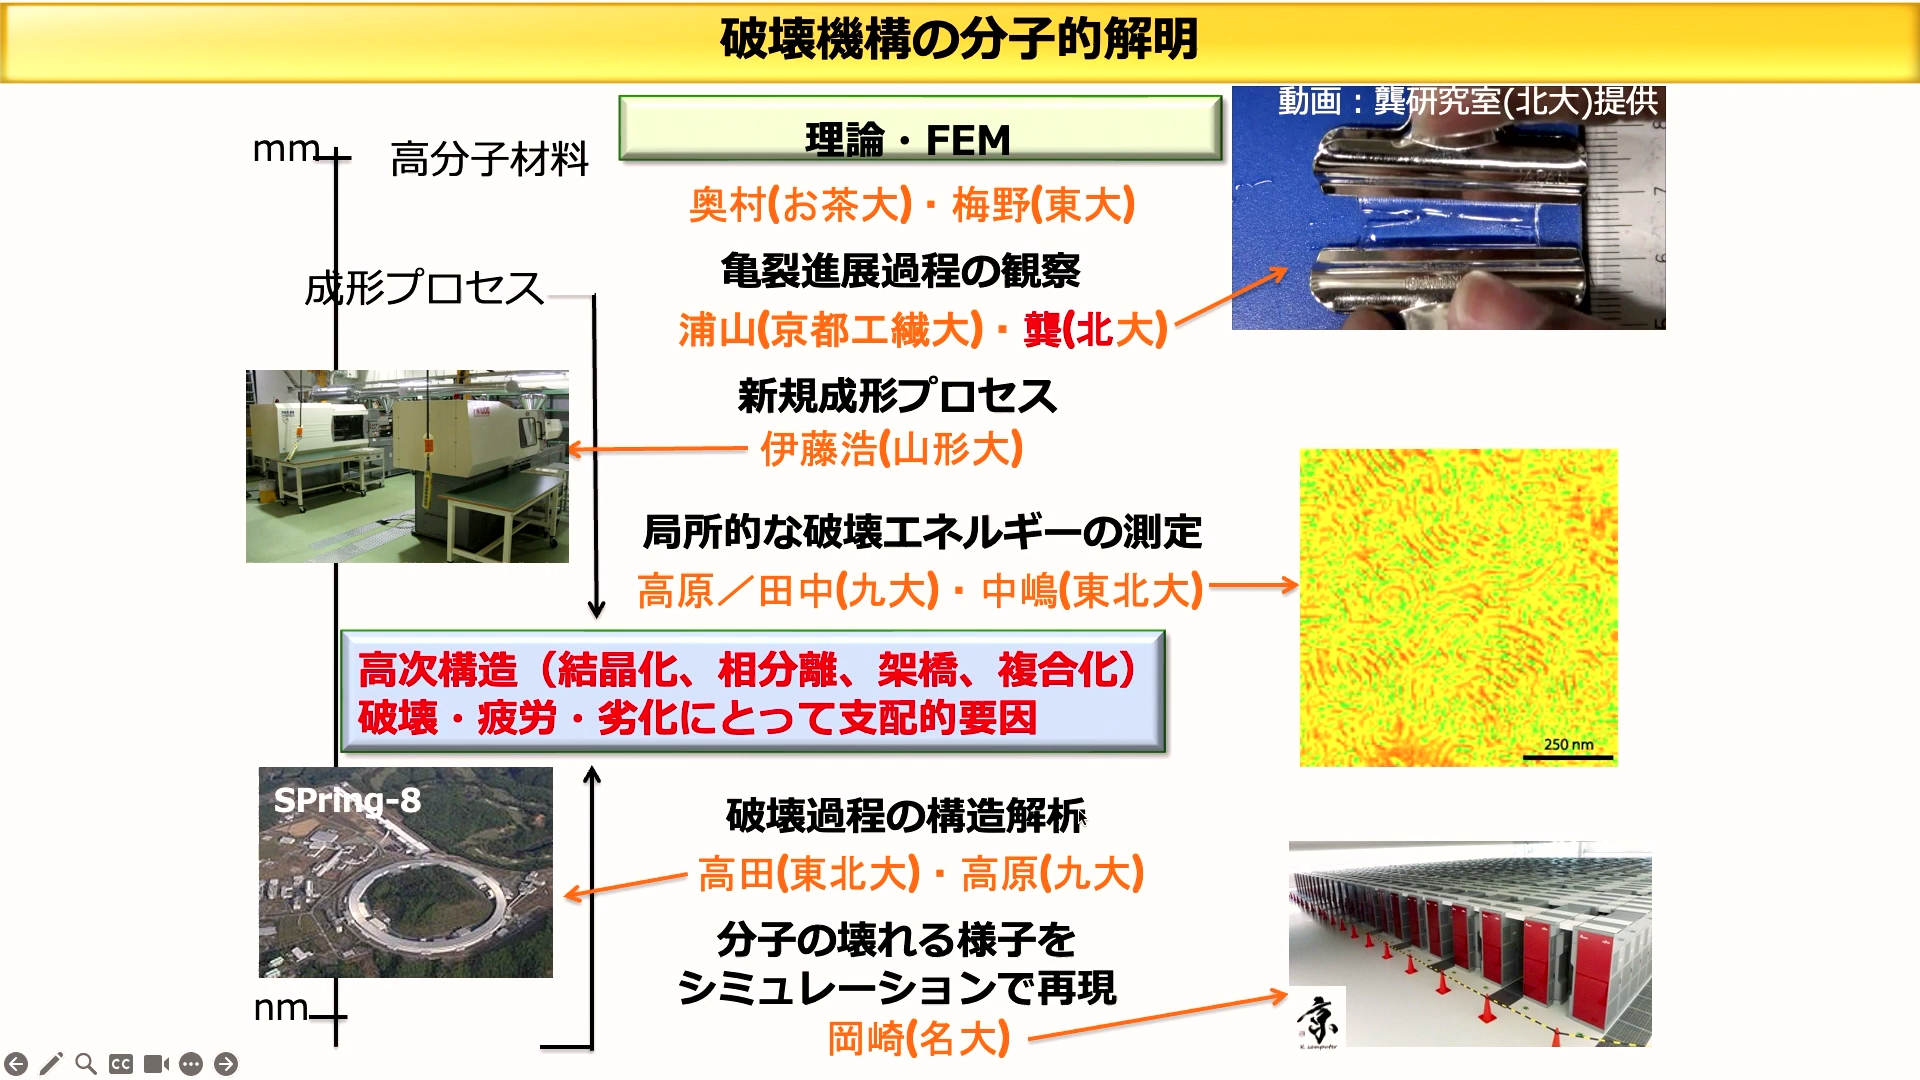 破壊機構の分子的解明
動画：龔研究室(北大)提供
mm
高分子材料
理論・FEM
奥村(お茶大)・梅野(東大)
亀裂進展過程の観察
成形プロセス
浦山(京都工繊大)・龔(北大)
新規成形プロセス
伊藤浩(山形大)
局所的な破壊エネルギーの測定
高原／田中(九大)・中嶋(東北大)
高次構造（結晶化、相分離、架橋、複合化）
破壊・疲労・劣化にとって支配的要因
250 nm
SPring-8
破壊過程の構造解析
高田(東北大)・高原(九大)
分子の壊れる様子を
シミュレーションで再現
nm
岡崎(名大)
京
K computer
CC